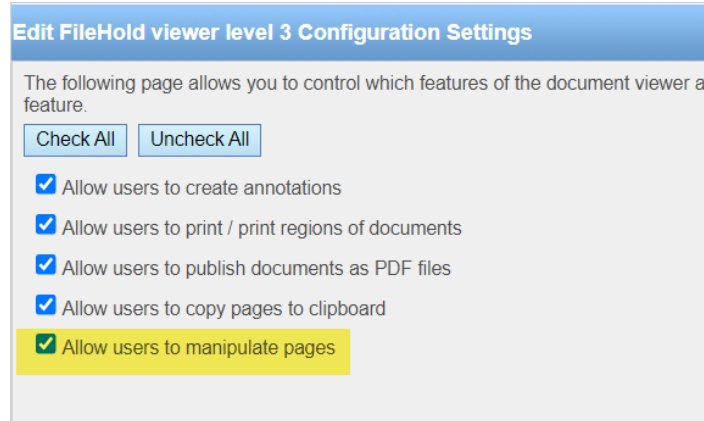 Edit FileHold viewer level 3 Configuration Settings
The following page allows you to control which features of the document viewer a
feature.
Check All Uncheck All
Allow users to create annotations
Allow users to print / print regions of documents
Allow users to publish documents as PDF files
Allow users to copy pages to clipboard
Allow users to manipulate pages